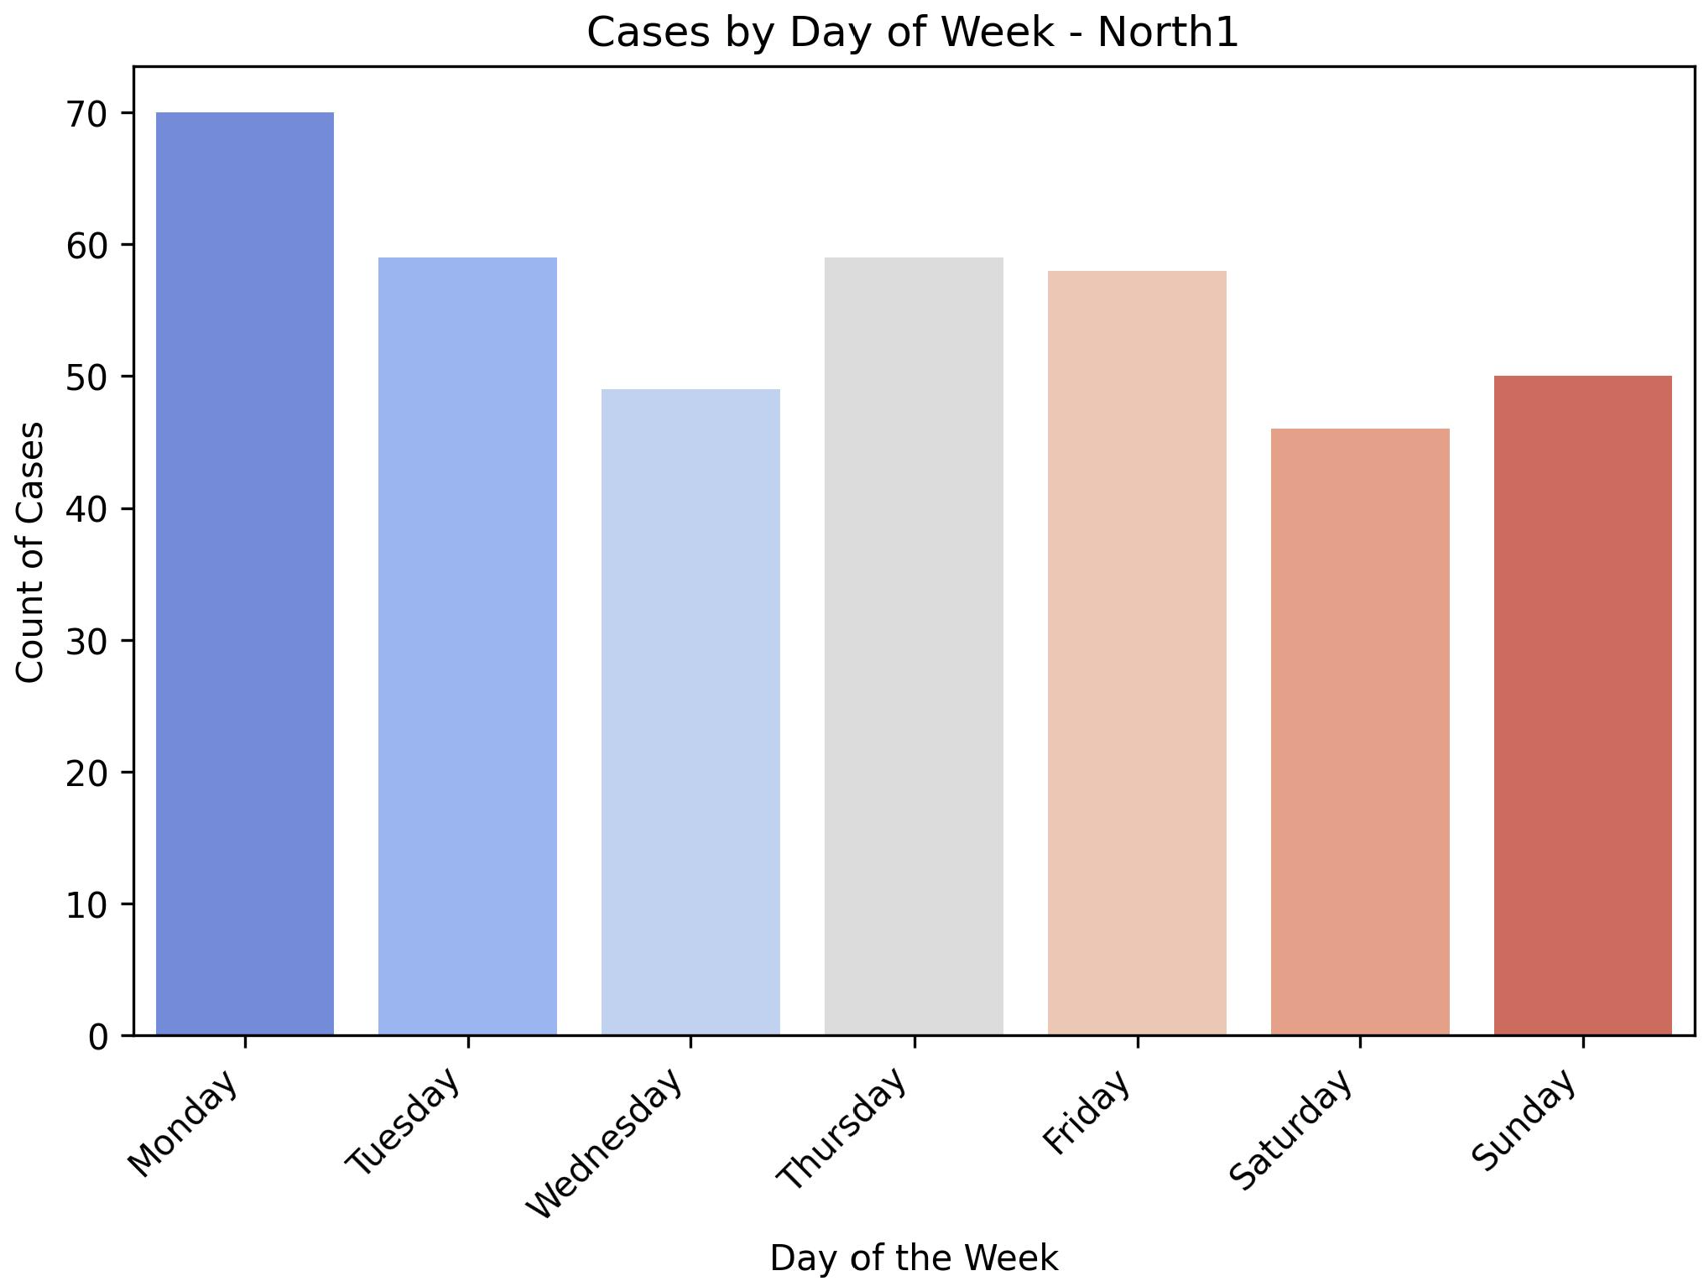 Cases by Day of Week - North1
70
60
50
40
30
20
10
0
Count of Cases
Monday
Tuesday
Wednesday
Thursday
Friday
Saturday
Sunday
Day of the Week